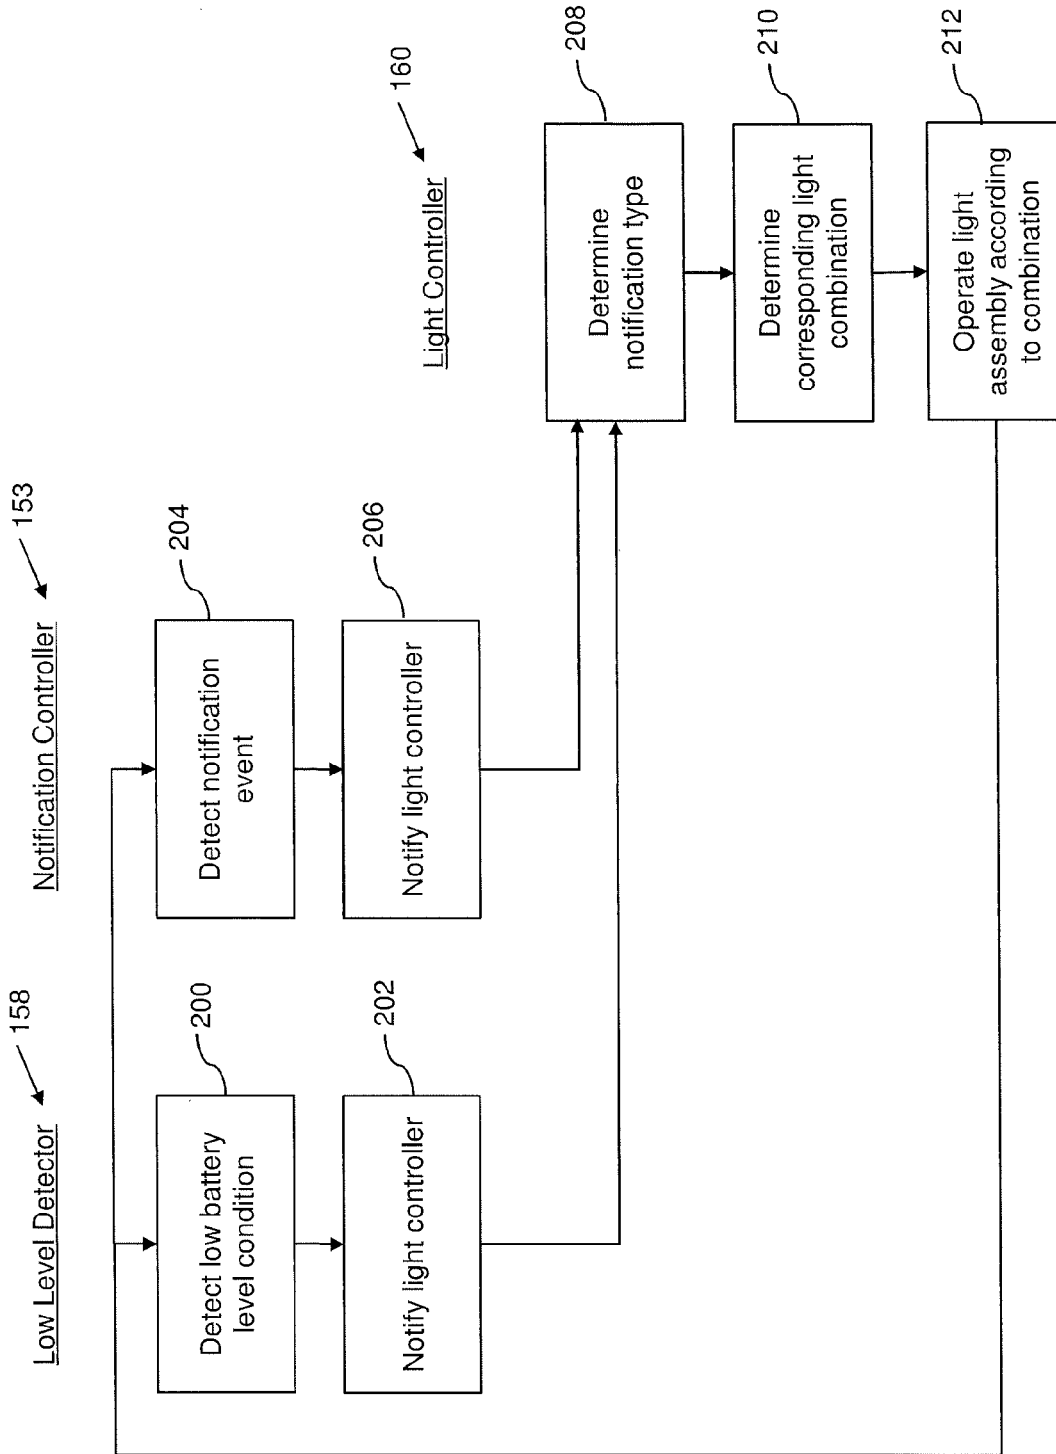 Low Level Detector
158
Notification Controller
153
Light Controller
160
Detect low battery
level condition
200
Notify light controller
202
Detect notification
event
204
Notify light controller
206
Determine
notification type
208
Determine
corresponding light
combination
210
Operate light
assembly according
to combination
212